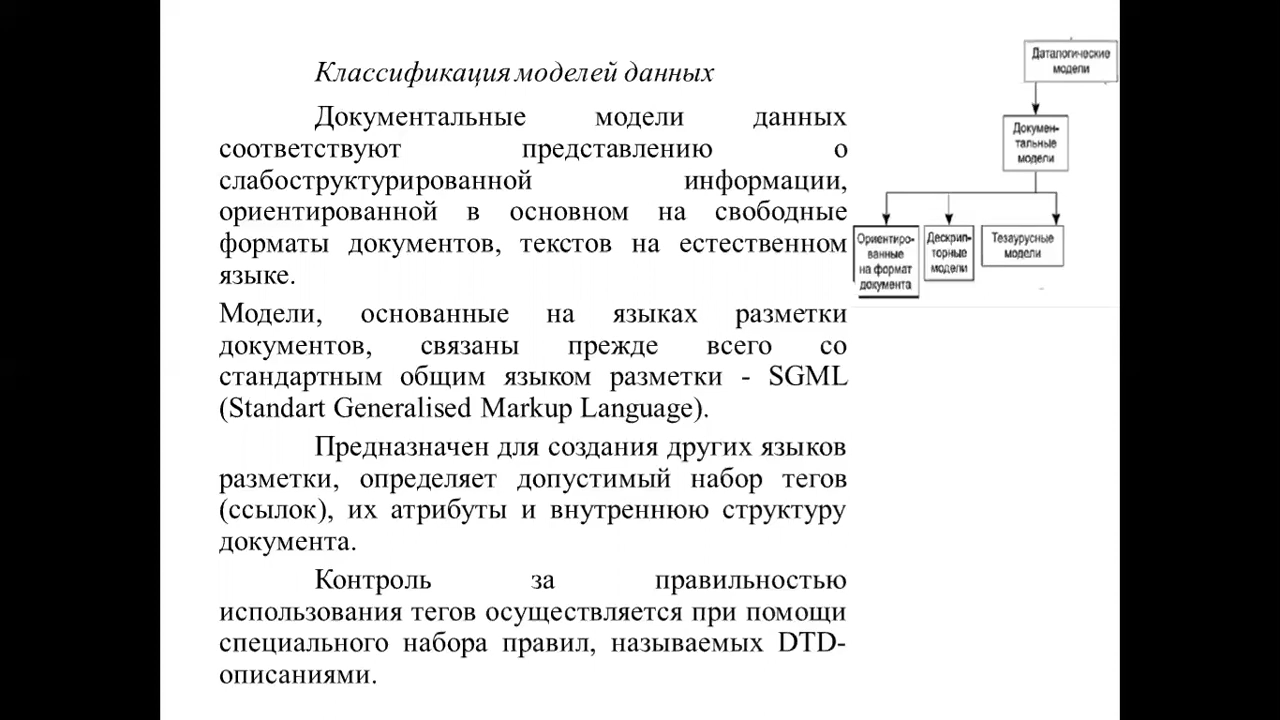 Классификация моделей данных
Документальные модели данных
соответствуют представлению о
слабоструктурированной информации,
ориентированной в основном на свободные
форматы документов, текстов на естественном
языке.
Модели, основанные на языках разметки
документов, связаны прежде всего со
стандартным общим языком разметки - SGML
(Standart Generalised Markup Language).
Предназначен для создания других языков
разметки, определяет допустимый набор тегов
(ссылок), их атрибуты и внутреннюю структуру
документа.
Контроль за правильностью
использования тегов осуществляется при помощи
специального набора правил, называемых DTD-
описаниями.
Даталогические
модели
Докумен-
тальные
модели
Ориентиро-
ванные
на формат
документа
Дескрип-
торные
модели
Тезаурусные
модели